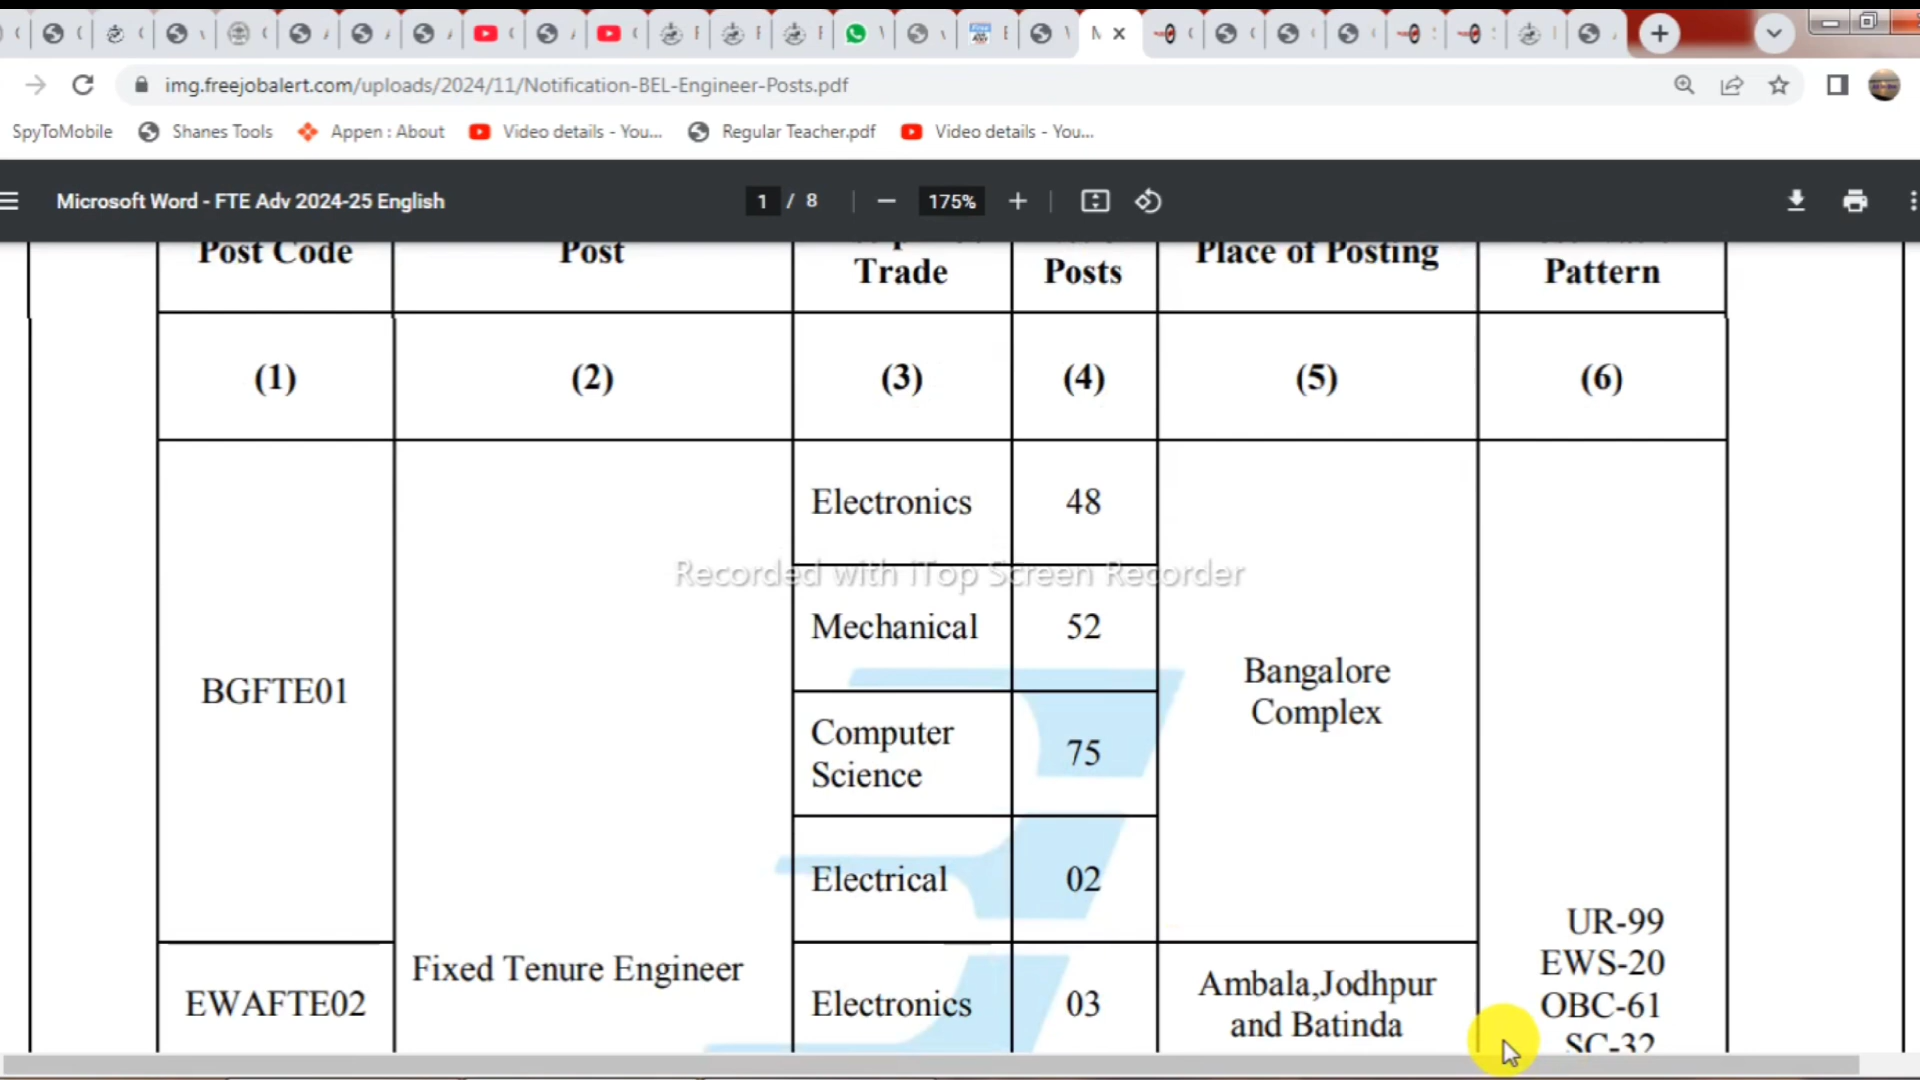 img.freejobalert.com/uploads/2024/11/Notification-BEL-Engineer-Posts.pdf
SpyToMobile Shanes Tools Appen : About Video details - You... Regular Teacher.pdf Video details - You...
Microsoft Word - FTE Adv 2024-25 English 1 / 8 175%
Post Code Post Trade Posts Place of Posting Pattern
(1) (2) (3) (4) (5) (6)
Electronics 48
Recorded with iTop Screen Recorder
Mechanical 52
BGFTE01
Bangalore
Complex
Computer
Science
75
Electrical 02
Fixed Tenure Engineer
EWAFTE02
Electronics 03
Ambala,Jodhpur
and Batinda
UR-99
EWS-20
OBC-61
SC-32